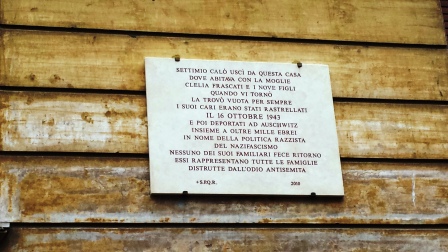 SETTIMIO CALÒ USCÌ DA QUESTA CASA
DOVE ABITAVA CON LA MOGLIE
CLELIA FRASCATI E I NOVE FIGLI
QUANDO VI TORNÒ
LA TROVÒ VUOTA PER SEMPRE
I SUOI CARI ERANO STATI RASTRELLATI
IL 16 OTTOBRE 1943
E POI DEPORTATI AD AUSCHWITZ
INSIEME A OLTRE MILLE EBREI
IN NOME DELLA POLITICA RAZZISTA
DEL NAZIFASCISMO
NESSUNO DEI SUOI FAMILIARI FECE RITORNO
ESSI RAPPRESENTANO TUTTE LE FAMIGLIE
DISTRUTTE DALL'ODIO ANTISEMITA
+ S.P.Q.R. 2010